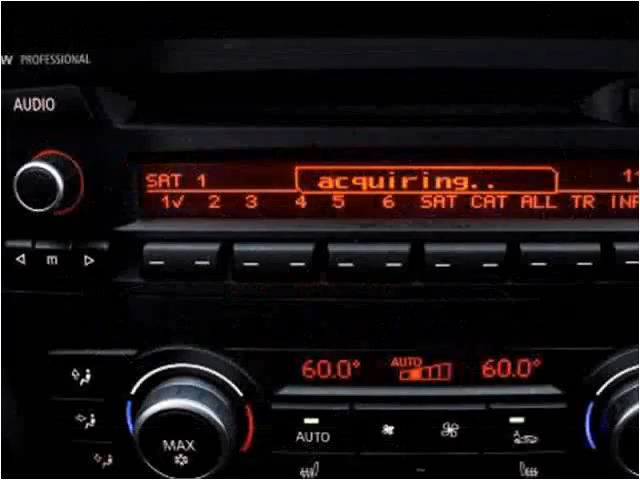 PROFESSIONAL
AUDIO
SAT 1 acquiring..
1✓ 2 3 4 5 6 SAT CAT ALL TR
m
60.0° AUTO 60.0°
AUTO
MAX